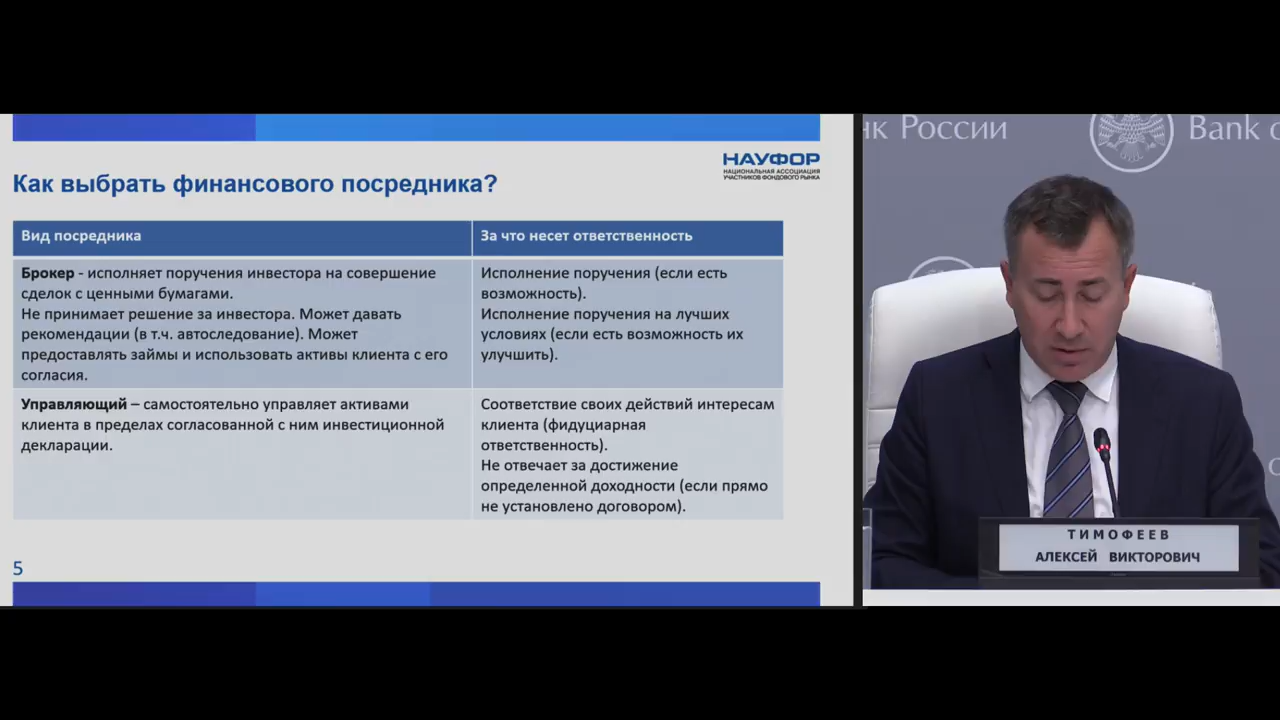 НАУФОР
НАЦИОНАЛЬНАЯ АССОЦИАЦИЯ
УЧАСТНИКОВ ФОНДОВОГО РЫНКА
Как выбрать финансового посредника?
Вид посредника
За что несет ответственность
Брокер - исполняет поручения инвестора на совершение
сделок с ценными бумагами.
Не принимает решение за инвестора. Может давать
рекомендации (в т.ч. автоследование). Может
предоставлять займы и использовать активы клиента с его
согласия.
Исполнение поручения (если есть
возможность).
Исполнение поручения на лучших
условиях (если есть возможность их
улучшить).
Управляющий – самостоятельно управляет активами
клиента в пределах согласованной с ним инвестиционной
декларации.
Соответствие своих действий интересам
клиента (фидуциарная
ответственность).
Не отвечает за достижение
определенной доходности (если прямо
не установлено договором).
5
нк России
Bank o
ТИМОФЕЕВ
АЛЕКСЕЙ ВИКТОРОВИЧ